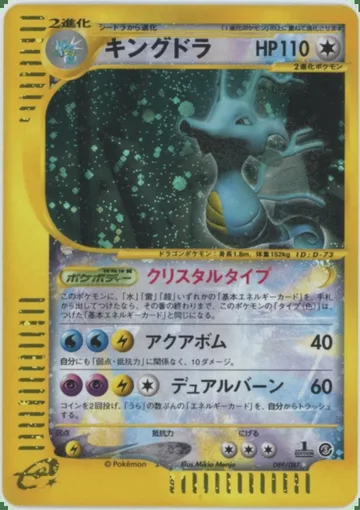 2進化
シードラから進化
キングドラ HP110
2進化ポケモン
ドラゴンポケモン 身長:1.8m、体重:152kg ID:D-73
特殊体質
ポケボディー クリスタルタイプ
このポケモンに、「水」「雷」「超」いずれかの「基本エネルギーカード」を、手札
から出してつけたなら、その番の終わりまで、このポケモンの「タイプ（色）」は、
つけた「基本エネルギーカード」と同じになる。
アクアボム 40
自分にも「弱点・抵抗力」に関係なく、10ダメージ。
デュアルバーン 60
コインを2回投げ、「うら」の数ぶんの「エネルギーカード」を自分からトラッシュ。
弱点 抵抗力 にげる
1 EDITION
© Pokémon Illus. Mikio Menjo 089/087
e